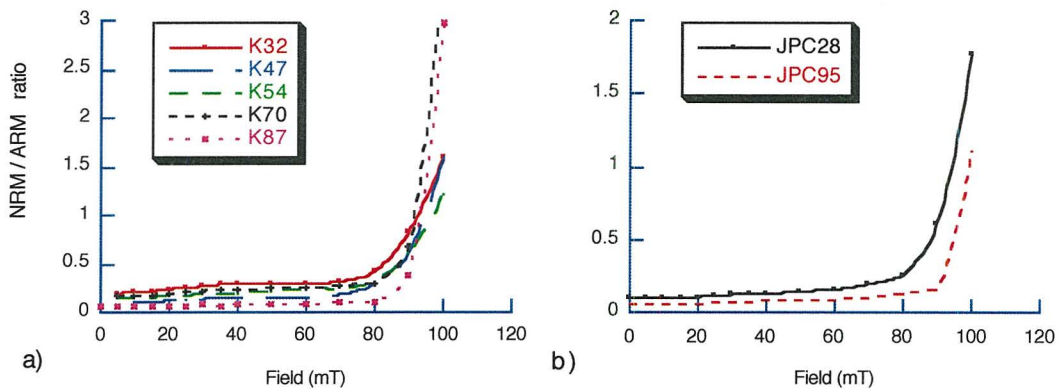 3
2.5
2
1.5
1
0.5
0
NRM / ARM ratio
K32
K47
K54
K70
K87
0 20 40 60 80 100 120
a)
Field (mT)
2
1.5
1
0.5
0
JPC28
JPC95
0 20 40 60 80 100 120
b)
Field (mT)